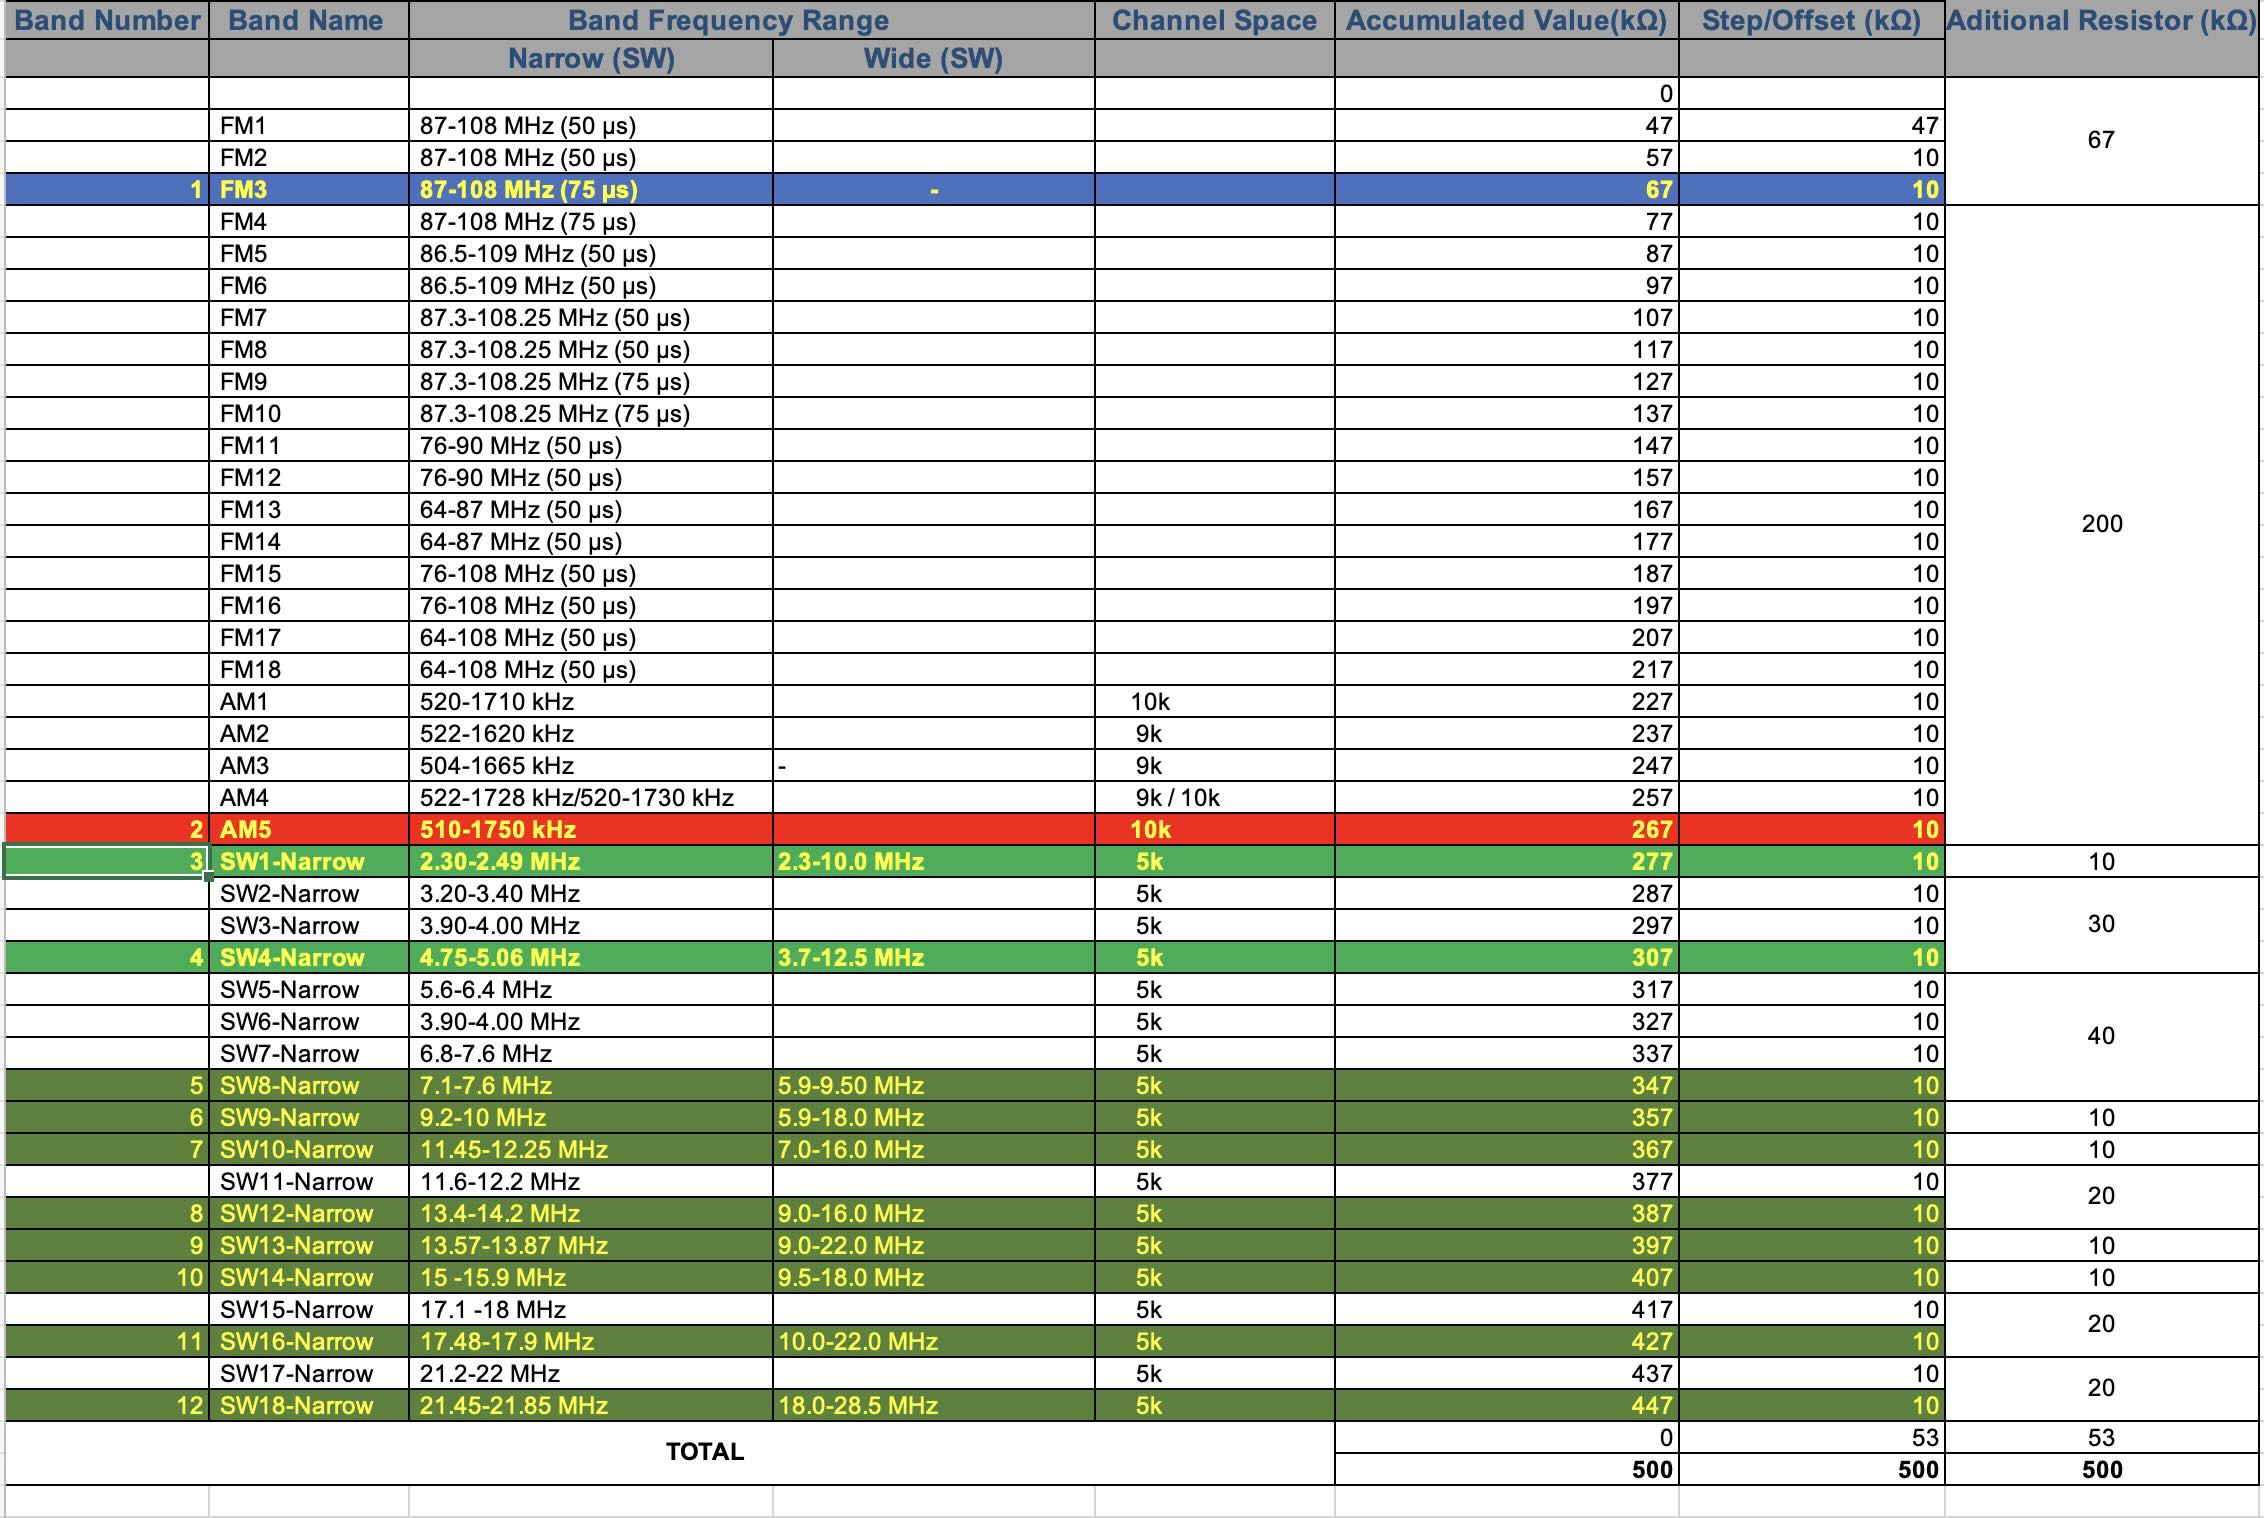 Band Number Band Name Band Frequency Range Channel Space Accumulated Value(kΩ) Step/Offset (kΩ) Aditional Resistor (kΩ)
Narrow (SW) Wide (SW)
0
FM1 87-108 MHz (50 µs) 47 47 67
FM2 87-108 MHz (50 µs) 57 10
1 FM3 87-108 MHz (75 µs) - 67 10
FM4 87-108 MHz (75 µs) 77 10
FM5 86.5-109 MHz (50 µs) 87 10
FM6 86.5-109 MHz (50 µs) 97 10
FM7 87.3-108.25 MHz (50 µs) 107 10
FM8 87.3-108.25 MHz (50 µs) 117 10
FM9 87.3-108.25 MHz (75 µs) 127 10
FM10 87.3-108.25 MHz (75 µs) 137 10
FM11 76-90 MHz (50 µs) 147 10
FM12 76-90 MHz (50 µs) 157 10
FM13 64-87 MHz (50 µs) 167 10 200
FM14 64-87 MHz (50 µs) 177 10
FM15 76-108 MHz (50 µs) 187 10
FM16 76-108 MHz (50 µs) 197 10
FM17 64-108 MHz (50 µs) 207 10
FM18 64-108 MHz (50 µs) 217 10
AM1 520-1710 kHz 10k 227 10
AM2 522-1620 kHz 9k 237 10
AM3 504-1665 kHz - 9k 247 10
AM4 522-1728 kHz/520-1730 kHz 9k / 10k 257 10
2 AM5 510-1750 kHz 10k 267 10
3 SW1-Narrow 2.30-2.49 MHz 2.3-10.0 MHz 5k 277 10 10
SW2-Narrow 3.20-3.40 MHz 5k 287 10
SW3-Narrow 3.90-4.00 MHz 5k 297 10 30
4 SW4-Narrow 4.75-5.06 MHz 3.7-12.5 MHz 5k 307 10
SW5-Narrow 5.6-6.4 MHz 5k 317 10
SW6-Narrow 3.90-4.00 MHz 5k 327 10 40
SW7-Narrow 6.8-7.6 MHz 5k 337 10
5 SW8-Narrow 7.1-7.6 MHz 5.9-9.50 MHz 5k 347 10
6 SW9-Narrow 9.2-10 MHz 5.9-18.0 MHz 5k 357 10 10
7 SW10-Narrow 11.45-12.25 MHz 7.0-16.0 MHz 5k 367 10 10
SW11-Narrow 11.6-12.2 MHz 5k 377 10 20
8 SW12-Narrow 13.4-14.2 MHz 9.0-16.0 MHz 5k 387 10
9 SW13-Narrow 13.57-13.87 MHz 9.0-22.0 MHz 5k 397 10 10
10 SW14-Narrow 15 -15.9 MHz 9.5-18.0 MHz 5k 407 10 10
SW15-Narrow 17.1 -18 MHz 5k 417 10 20
11 SW16-Narrow 17.48-17.9 MHz 10.0-22.0 MHz 5k 427 10
SW17-Narrow 21.2-22 MHz 5k 437 10 20
12 SW18-Narrow 21.45-21.85 MHz 18.0-28.5 MHz 5k 447 10
TOTAL 0 53 53
500 500 500